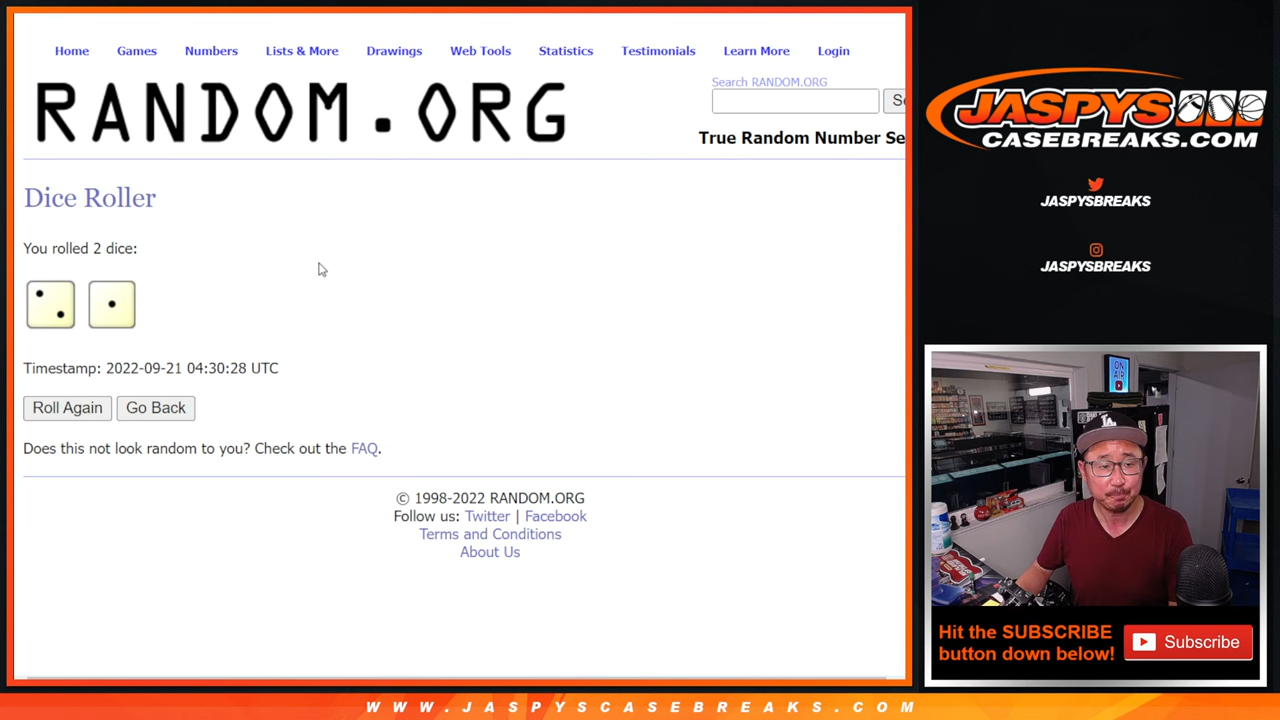 Home Games Numbers Lists & More Drawings Web Tools Statistics Testimonials Learn More Login
RANDOM.ORG
Search RANDOM.ORG
True Random Number Se
Dice Roller
You rolled 2 dice:
Timestamp: 2022-09-21 04:30:28 UTC
Roll Again Go Back
Does this not look random to you? Check out the FAQ.
© 1998-2022 RANDOM.ORG
Follow us: Twitter | Facebook
Terms and Conditions
About Us
JASPYS
CASEBREAKS.COM
JASPYSBREAKS
JASPYSBREAKS
ON
AIR
LA
Hit the SUBSCRIBE
button down below!
Subscribe
WWW.JASPYSCASEBREAKS.COM